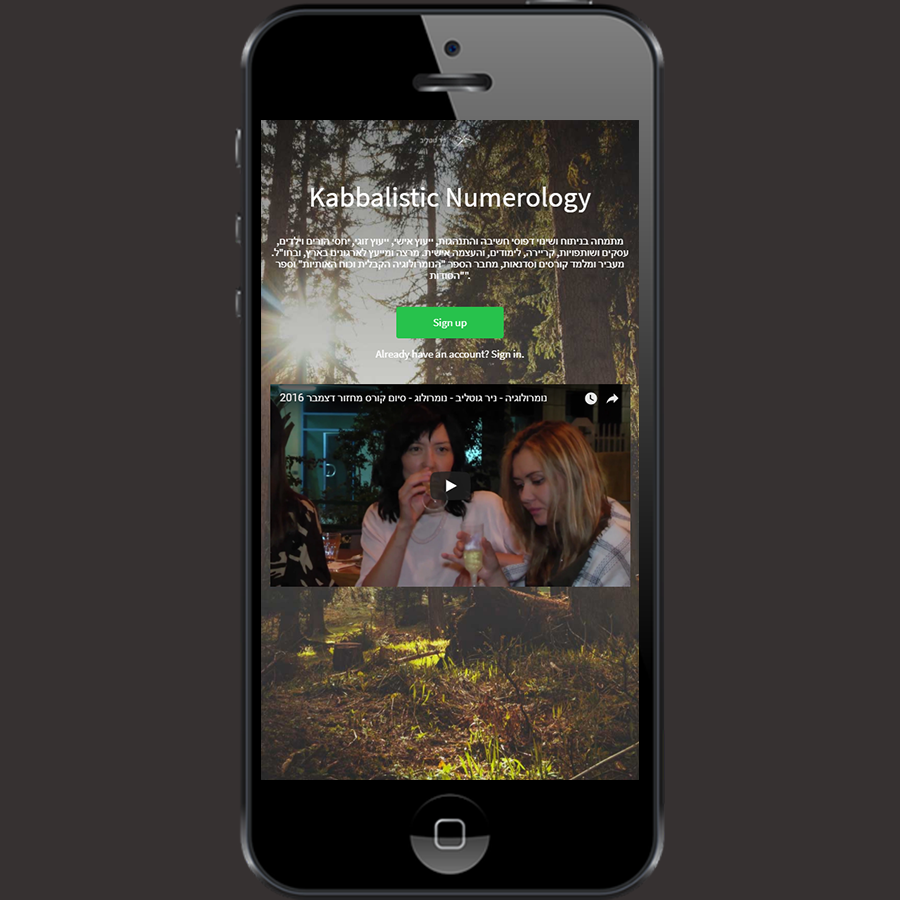 Kabbalistic Numerology
מתמחה בניתוח ושינוי דפוסי חשיבה והתנהגות, ייעוץ אישי, ייעוץ זוגי, יחסי הורים וילדים,
עסקים ושותפויות, קריירה, לימודים, והעצמה אישית. מרצה ומייעץ לארגונים בארץ, ובחו"ל.
מעביר ומלמד קורסים וסדנאות, מחבר הספר "הנומרולוגיה הקבלית וכוח האותיות" וספר
"הסודות".
Sign up
Already have an account? Sign in.
נומרולוגיה - ניר גוטליב - נומרולוג - סיום קורס מחזור דצמבר 2016